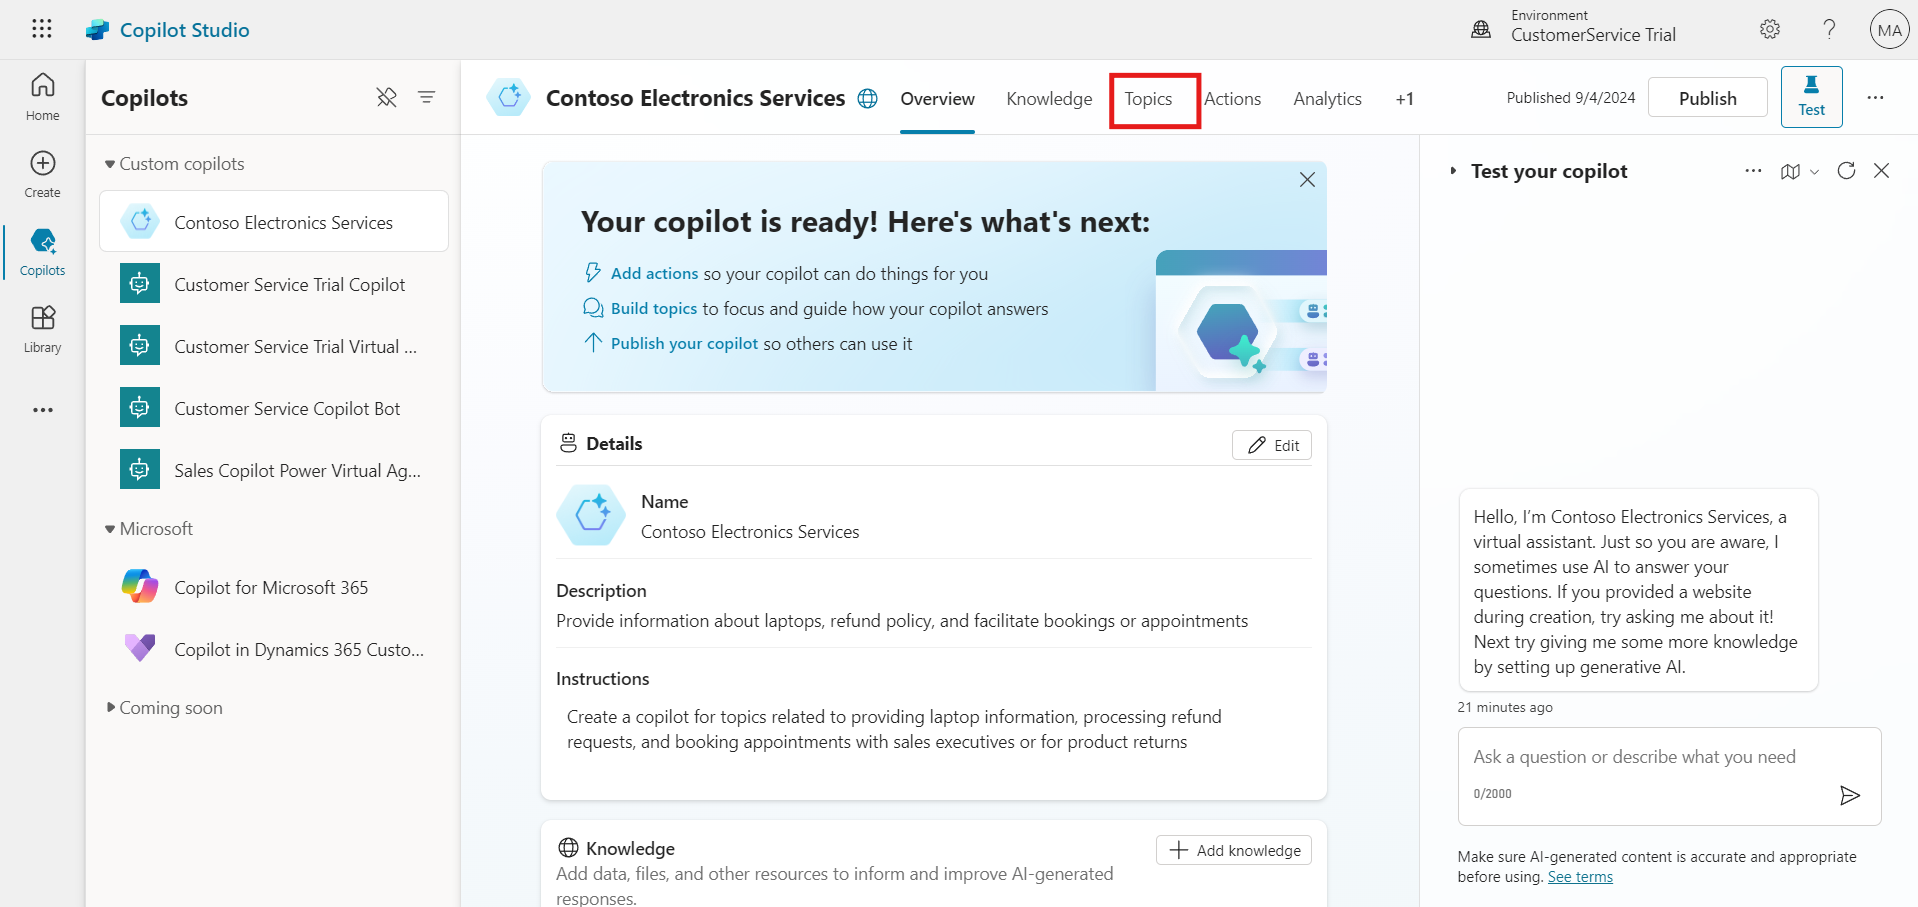 Copilot Studio
Environment
CustomerService Trial
MA
Home
Create
Copilots
Library
Copilots
Custom copilots
Contoso Electronics Services
Customer Service Trial Copilot
Customer Service Trial Virtual ...
Customer Service Copilot Bot
Sales Copilot Power Virtual Ag...
Microsoft
Copilot for Microsoft 365
Copilot in Dynamics 365 Custo...
Coming soon
Contoso Electronics Services
Overview
Knowledge
Topics
Actions
Analytics
+1
Published 9/4/2024
Publish
Test
Your copilot is ready! Here's what's next:
Add actions so your copilot can do things for you
Build topics to focus and guide how your copilot answers
Publish your copilot so others can use it
Details
Edit
Name
Contoso Electronics Services
Description
Provide information about laptops, refund policy, and facilitate bookings or appointments
Instructions
Create a copilot for topics related to providing laptop information, processing refund
requests, and booking appointments with sales executives or for product returns
Knowledge
Add knowledge
Add data, files, and other resources to inform and improve AI-generated
responses.
Test your copilot
Hello, I'm Contoso Electronics Services, a
virtual assistant. Just so you are aware, I
sometimes use AI to answer your
questions. If you provided a website
during creation, try asking me about it!
Next try giving me some more knowledge
by setting up generative AI.
21 minutes ago
Ask a question or describe what you need
0/2000
Make sure AI-generated content is accurate and appropriate
before using. See terms